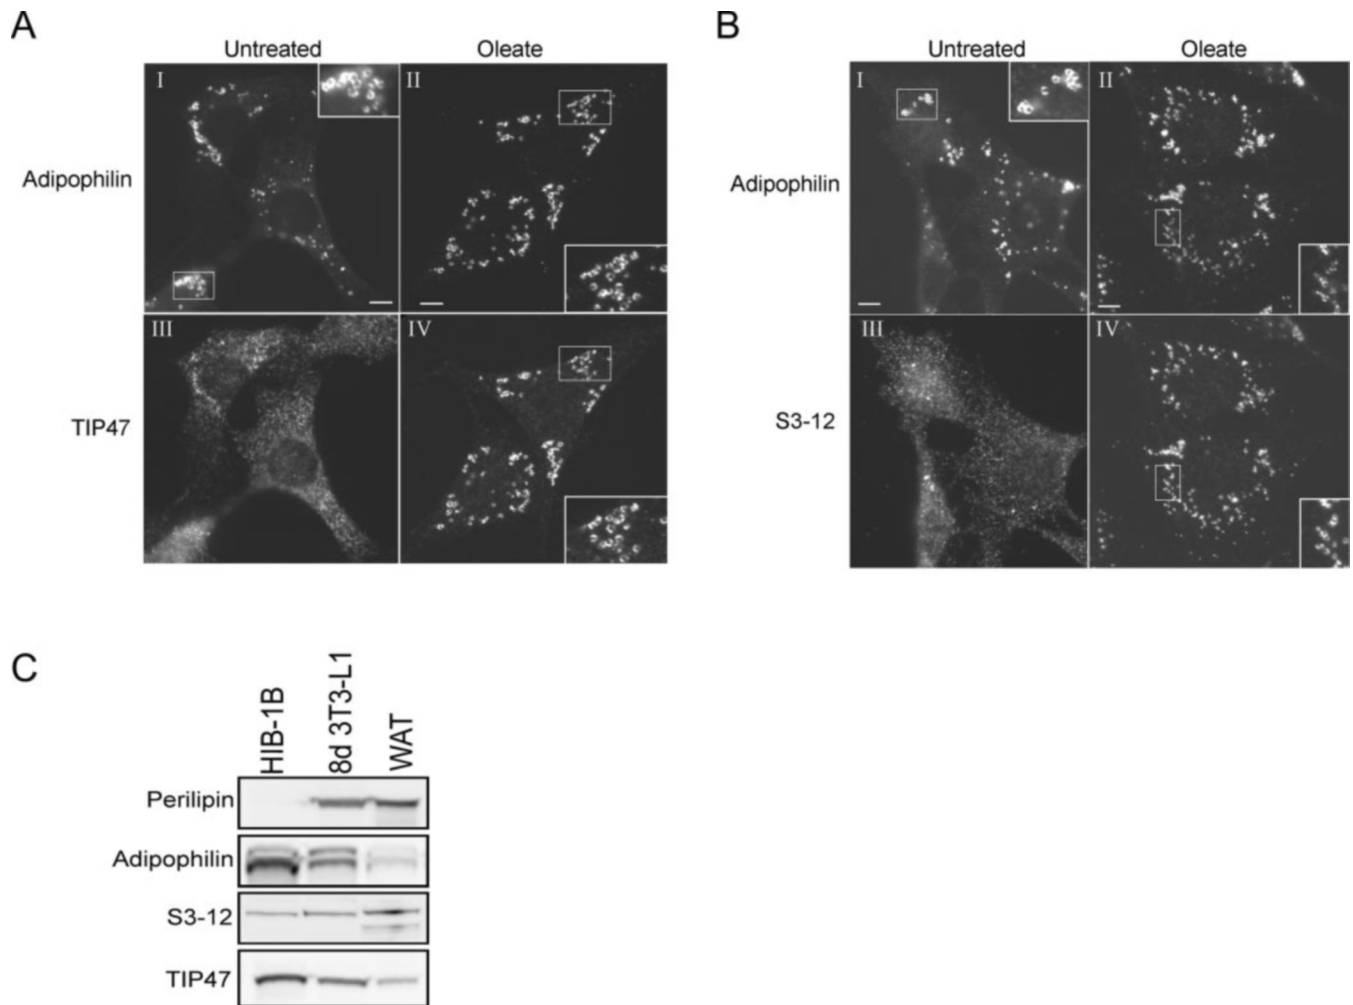 A
B
Untreated
Oleate
Untreated
Oleate
I
II
I
II
Adipophilin
Adipophilin
III
IV
III
IV
TIP47
S3-12
C
HIB-1B
8d 3T3-L1
WAT
Perilipin
Adipophilin
S3-12
TIP47